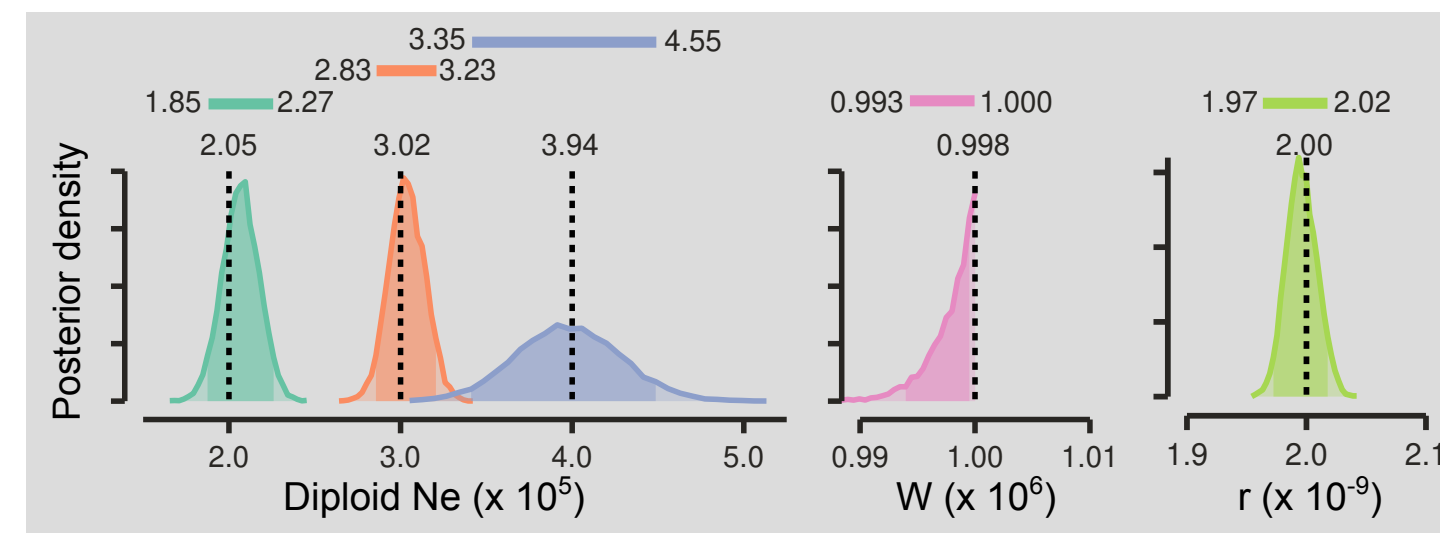 3.35 4.55
2.83 3.23
1.85 2.27 0.993 1.000 1.97 2.02
2.05 3.02 3.94 0.998 2.00
Posterior density
2.0 3.0 4.0 5.0 0.99 1.00 1.01 1.9 2.0 2.1
Diploid Ne (x 10⁵) W (x 10⁶) r (x 10⁻⁹)